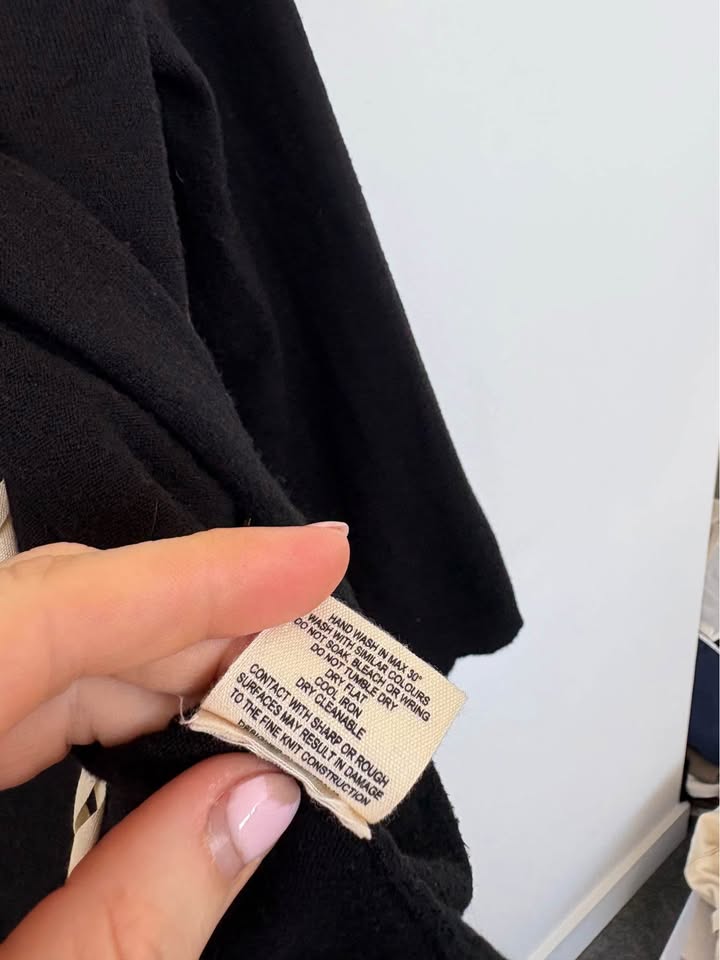 HAND WASH IN MAX 30°
WASH WITH SIMILAR COLOURS
DO NOT SOAK, BLEACH OR WRING
DO NOT TUMBLE DRY
DRY FLAT
COOL IRON
DRY CLEANABLE
CONTACT WITH SHARP OR ROUGH
SURFACES MAY RESULT IN DAMAGE
TO THE FINE KNIT CONSTRUCTION